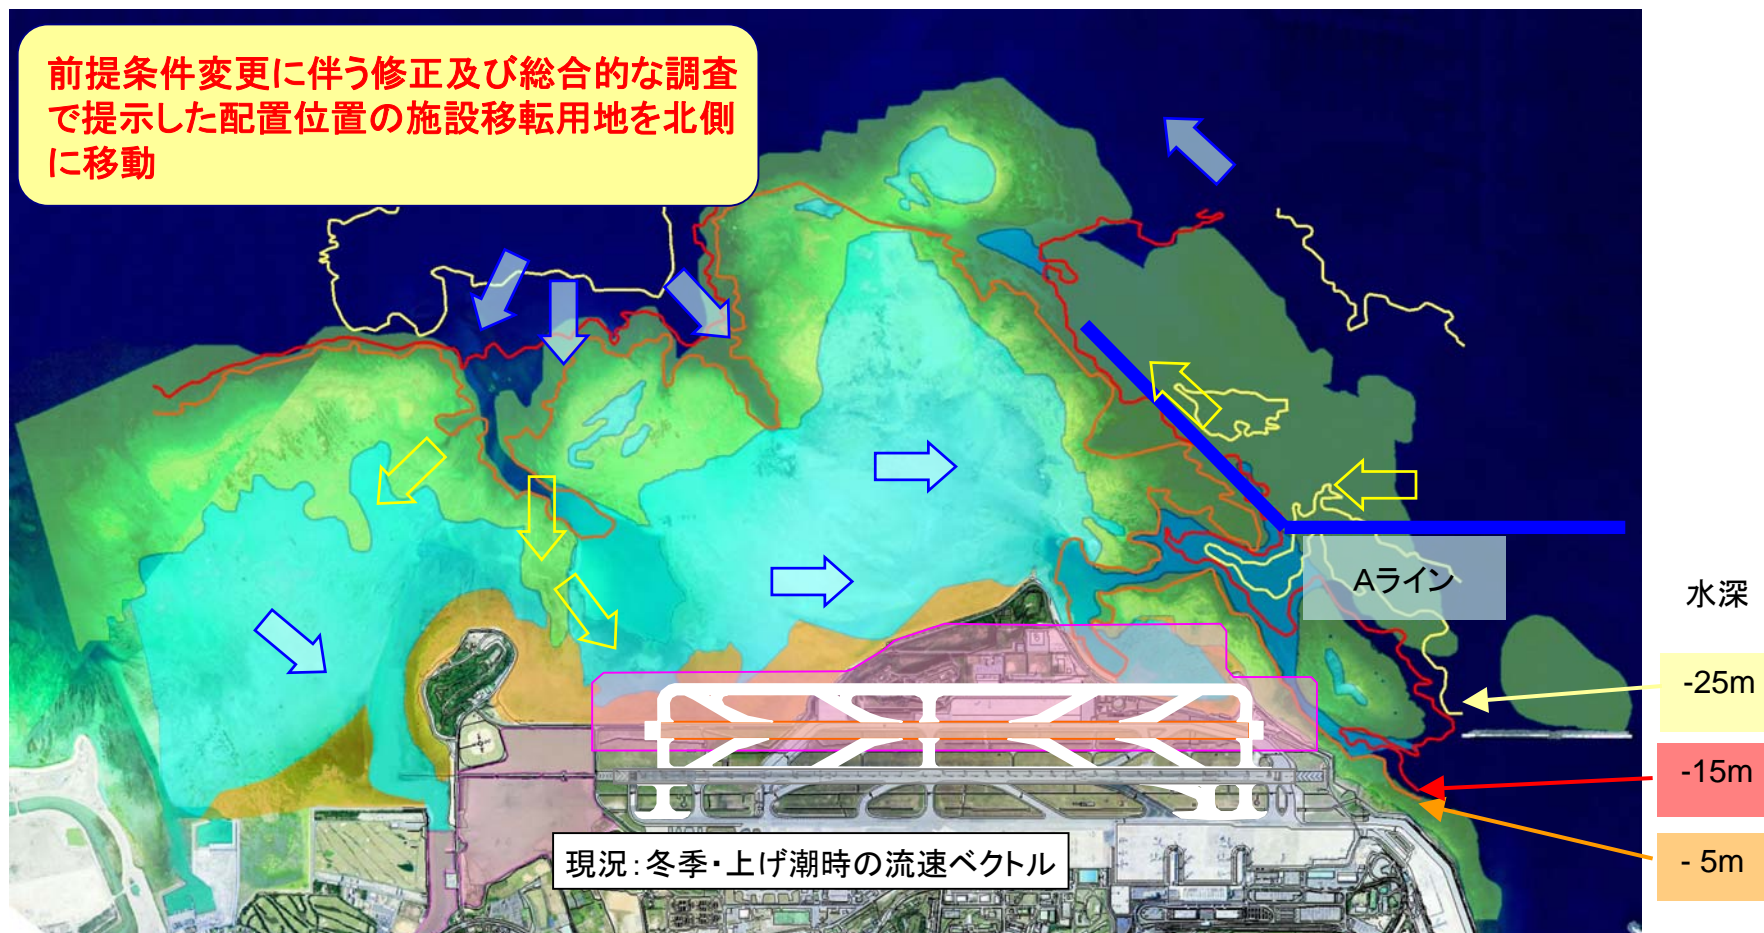 前提条件変更に伴う修正及び総合的な調査
で提示した配置位置の施設移転用地を北側
に移動
Aライン
水深
-25m
-15m
- 5m
現況：冬季・上げ潮時の流速ベクトル